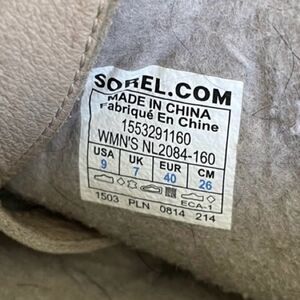 SOREL.COM
MADE IN CHINA
Fabriqué En Chine
1553291160
WMN'S NL2084-160
USA UK EUR CM
9 7 40 26
ECA-1
1503 PLN 0814 214